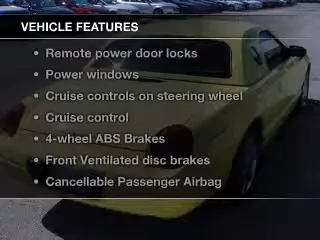 VEHICLE FEATURES
• Remote power door locks
• Power windows
• Cruise controls on steering wheel
• Cruise control
• 4-wheel ABS Brakes
• Front Ventilated disc brakes
• Cancellable Passenger Airbag